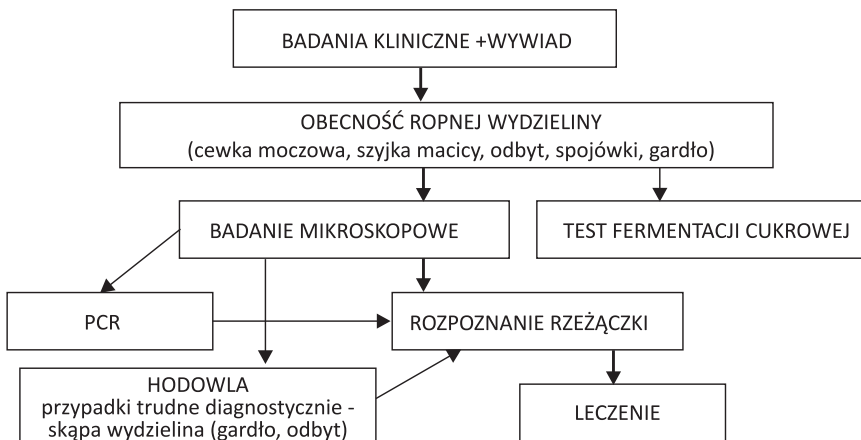 BADANIA KLINICZNE +WYWIAD
OBECNOŚĆ ROPNEJ WYDZIELINY
(cewka moczowa, szyjka macicy, odbyt, spojówki, gardło)
BADANIE MIKROSKOPOWE
TEST FERMENTACJI CUKROWEJ
PCR
ROZPOZNANIE RZEŻĄCZKI
HODOWLA
przypadki trudne diagnostycznie -
skąpa wydzielina (gardło, odbyt)
LECZENIE